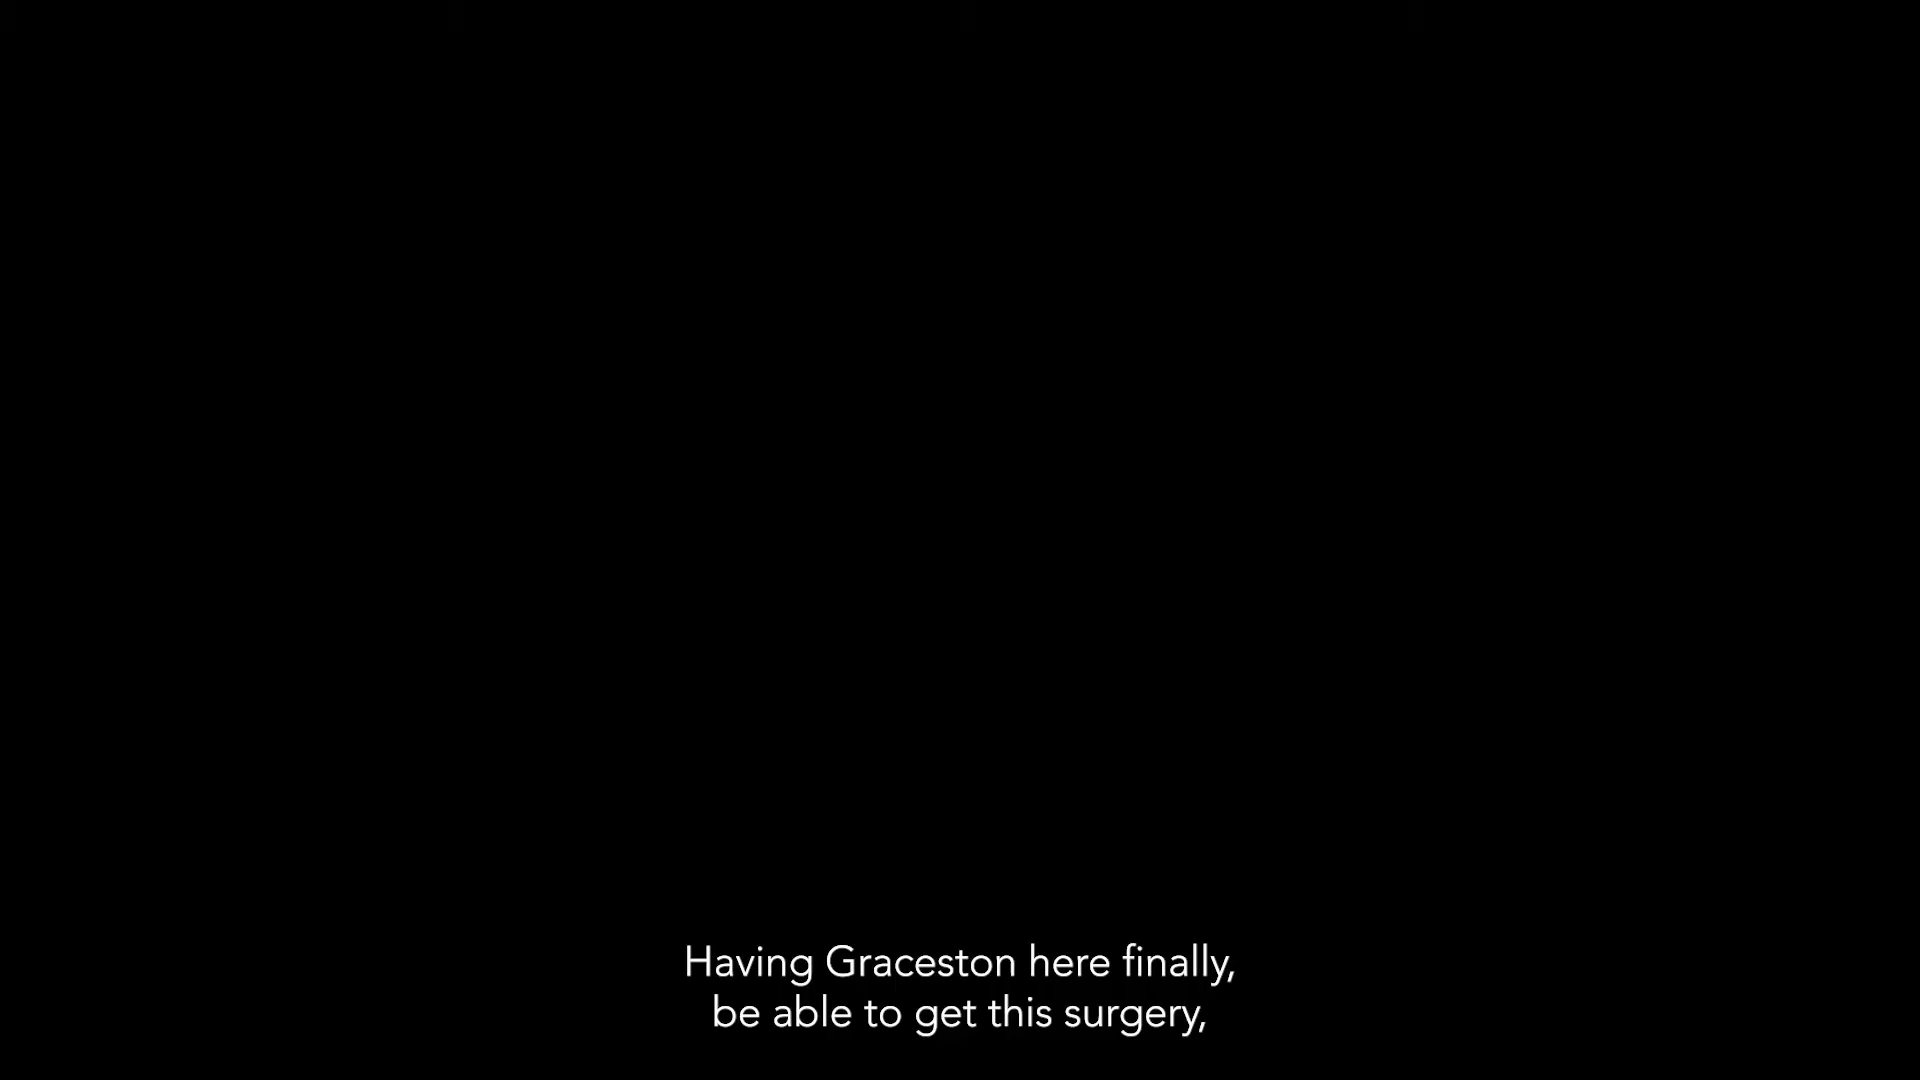 Having Graceston here finally,
be able to get this surgery,